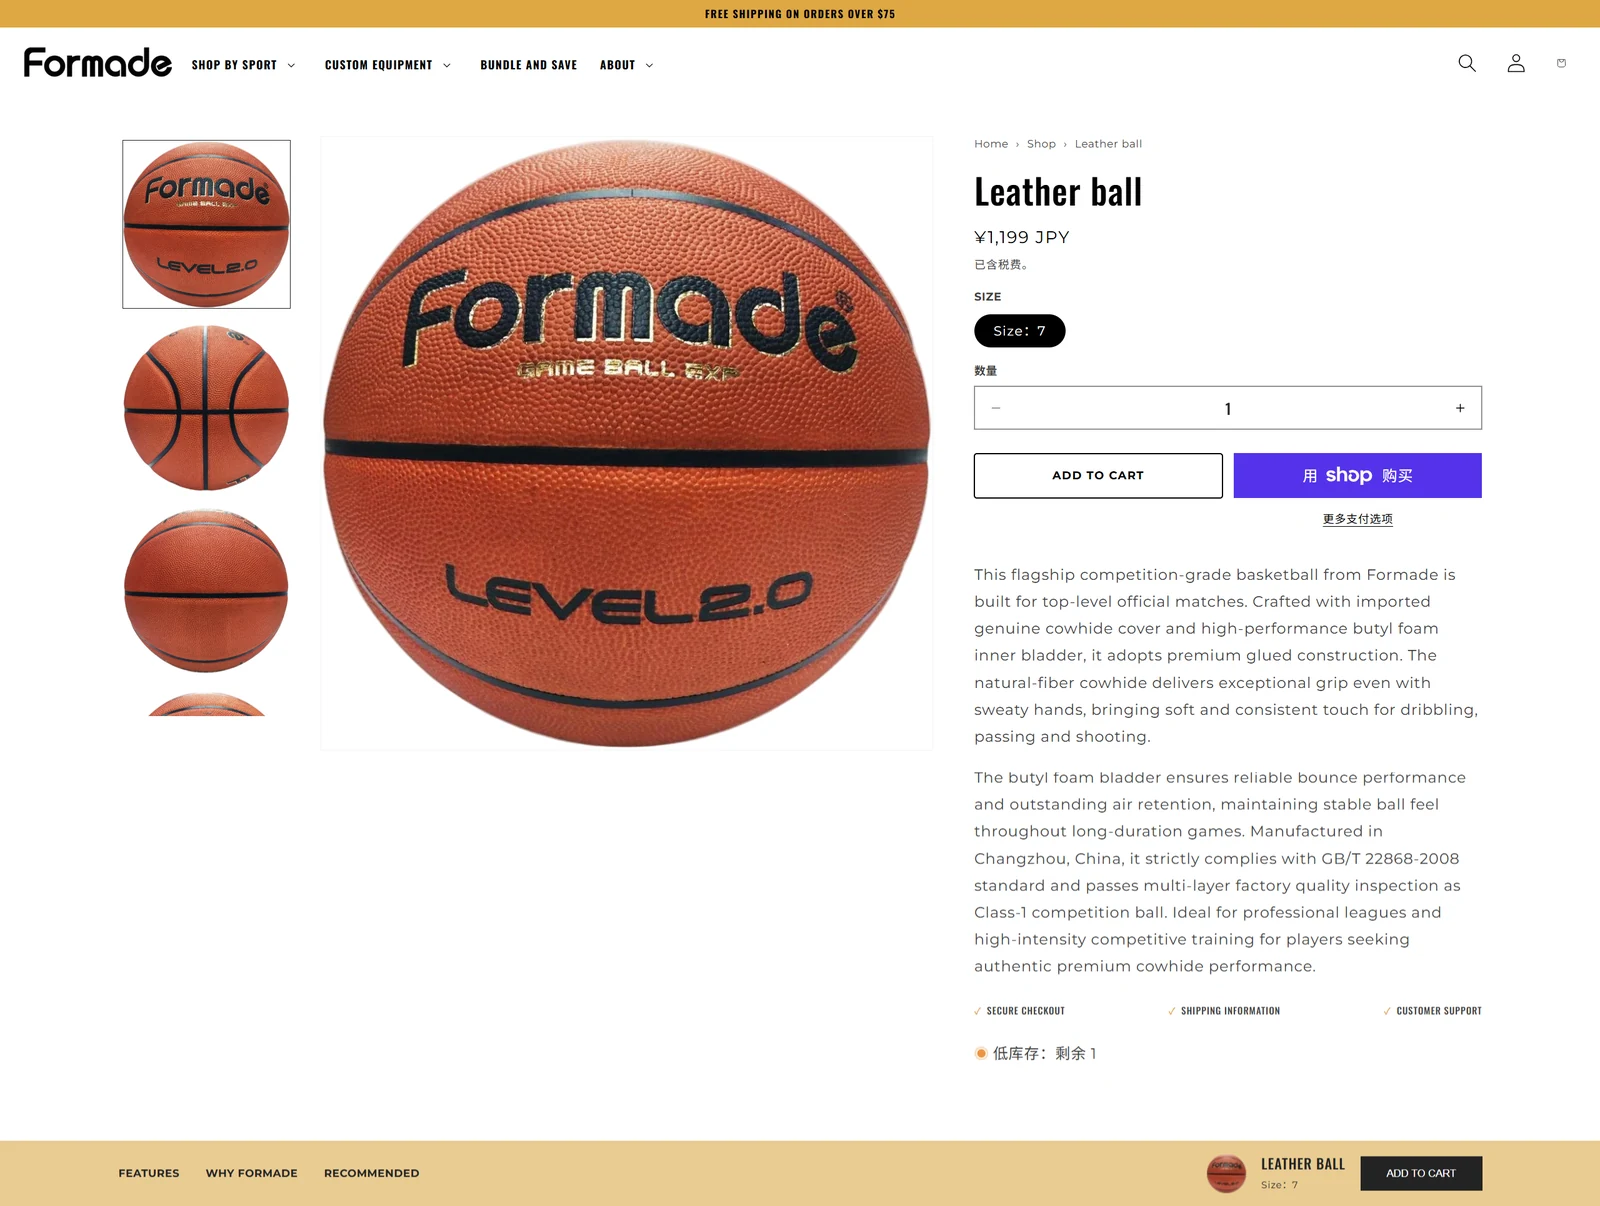 FREE SHIPPING ON ORDERS OVER $75
Formade
SHOP BY SPORT
CUSTOM EQUIPMENT
BUNDLE AND SAVE
ABOUT
Formade
GAME BALL EXP
LEVEL2.0
Formade
GAME BALL EXP
LEVEL2.0
Home › Shop › Leather ball
Leather ball
¥1,199 JPY
已含税费。
SIZE
Size：7
数量
− 1 +
ADD TO CART
用 shop 购买
更多支付选项
This flagship competition-grade basketball from Formade is
built for top-level official matches. Crafted with imported
genuine cowhide cover and high-performance butyl foam
inner bladder, it adopts premium glued construction. The
natural-fiber cowhide delivers exceptional grip even with
sweaty hands, bringing soft and consistent touch for dribbling,
passing and shooting.
The butyl foam bladder ensures reliable bounce performance
and outstanding air retention, maintaining stable ball feel
throughout long-duration games. Manufactured in
Changzhou, China, it strictly complies with GB/T 22868-2008
standard and passes multi-layer factory quality inspection as
Class-1 competition ball. Ideal for professional leagues and
high-intensity competitive training for players seeking
authentic premium cowhide performance.
✓ SECURE CHECKOUT
✓ SHIPPING INFORMATION
✓ CUSTOMER SUPPORT
低库存：剩余 1
FEATURES
WHY FORMADE
RECOMMENDED
Formade
LEVEL2.0
LEATHER BALL
Size：7
ADD TO CART